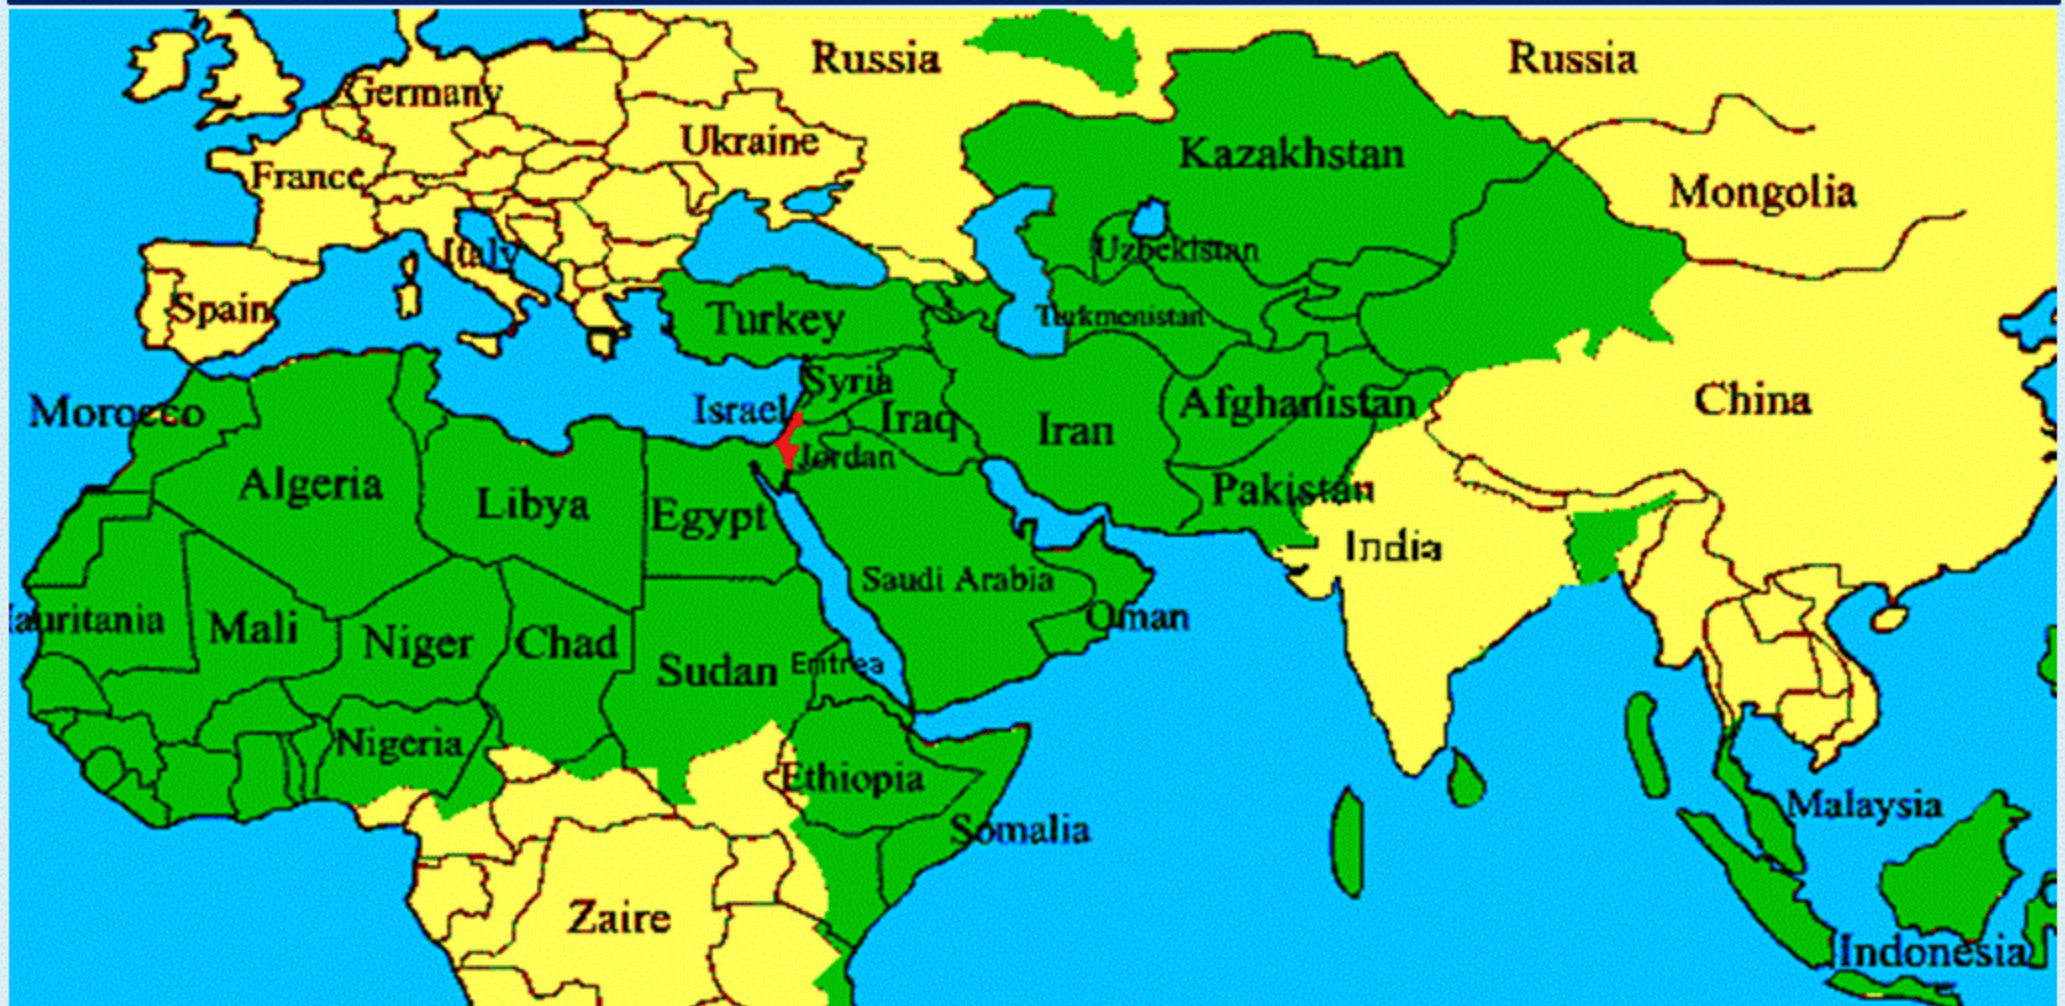 Russia
Russia
Germany
Ukraine
Kazakhstan
France
Mongolia
Italy
Uzbekistan
Spain
Turkey
Turkmenistan
Syria
China
Morocco
Israel
Iraq
Iran
Afghanistan
Jordan
Algeria
Libya
Egypt
Pakistan
India
Saudi Arabia
Oman
auritania
Mali
Niger
Chad
Sudan
Eritrea
Nigeria
Ethiopia
Somalia
Malaysia
Zaire
Indonesia